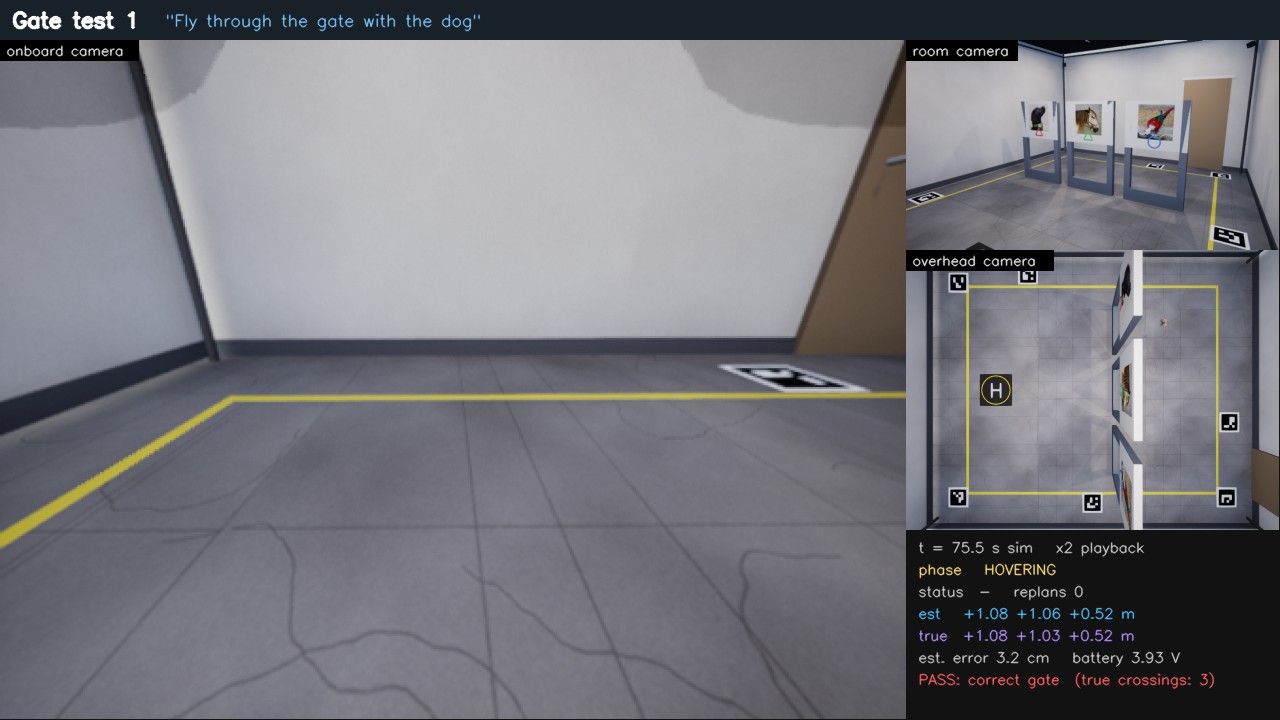 Gate test 1 "Fly through the gate with the dog"
onboard camera
room camera
overhead camera
H
t = 75.5 s sim x2 playback
phase HOVERING
status – replans 0
est +1.08 +1.06 +0.52 m
true +1.08 +1.03 +0.52 m
est. error 3.2 cm battery 3.93 V
PASS: correct gate (true crossings: 3)